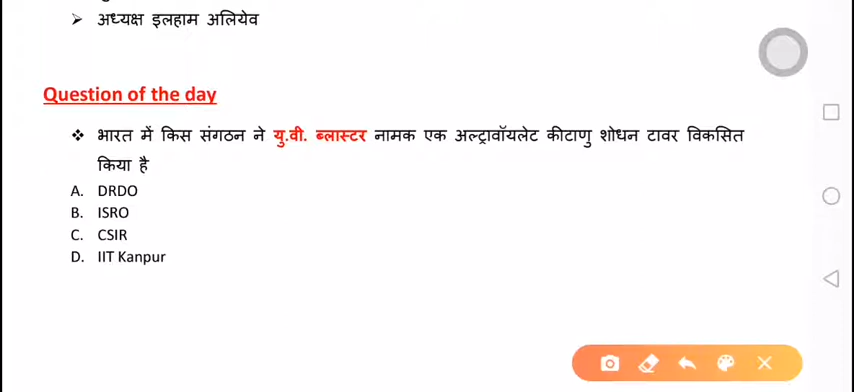 ➤ अध्यक्ष इलहाम अलियेव
Question of the day
❖ भारत में किस संगठन ने यु.वी. ब्लास्टर नामक एक अल्ट्रावॉयलेट कीटाणु शोधन टावर विकसित
किया है
A. DRDO
B. ISRO
C. CSIR
D. IIT Kanpur